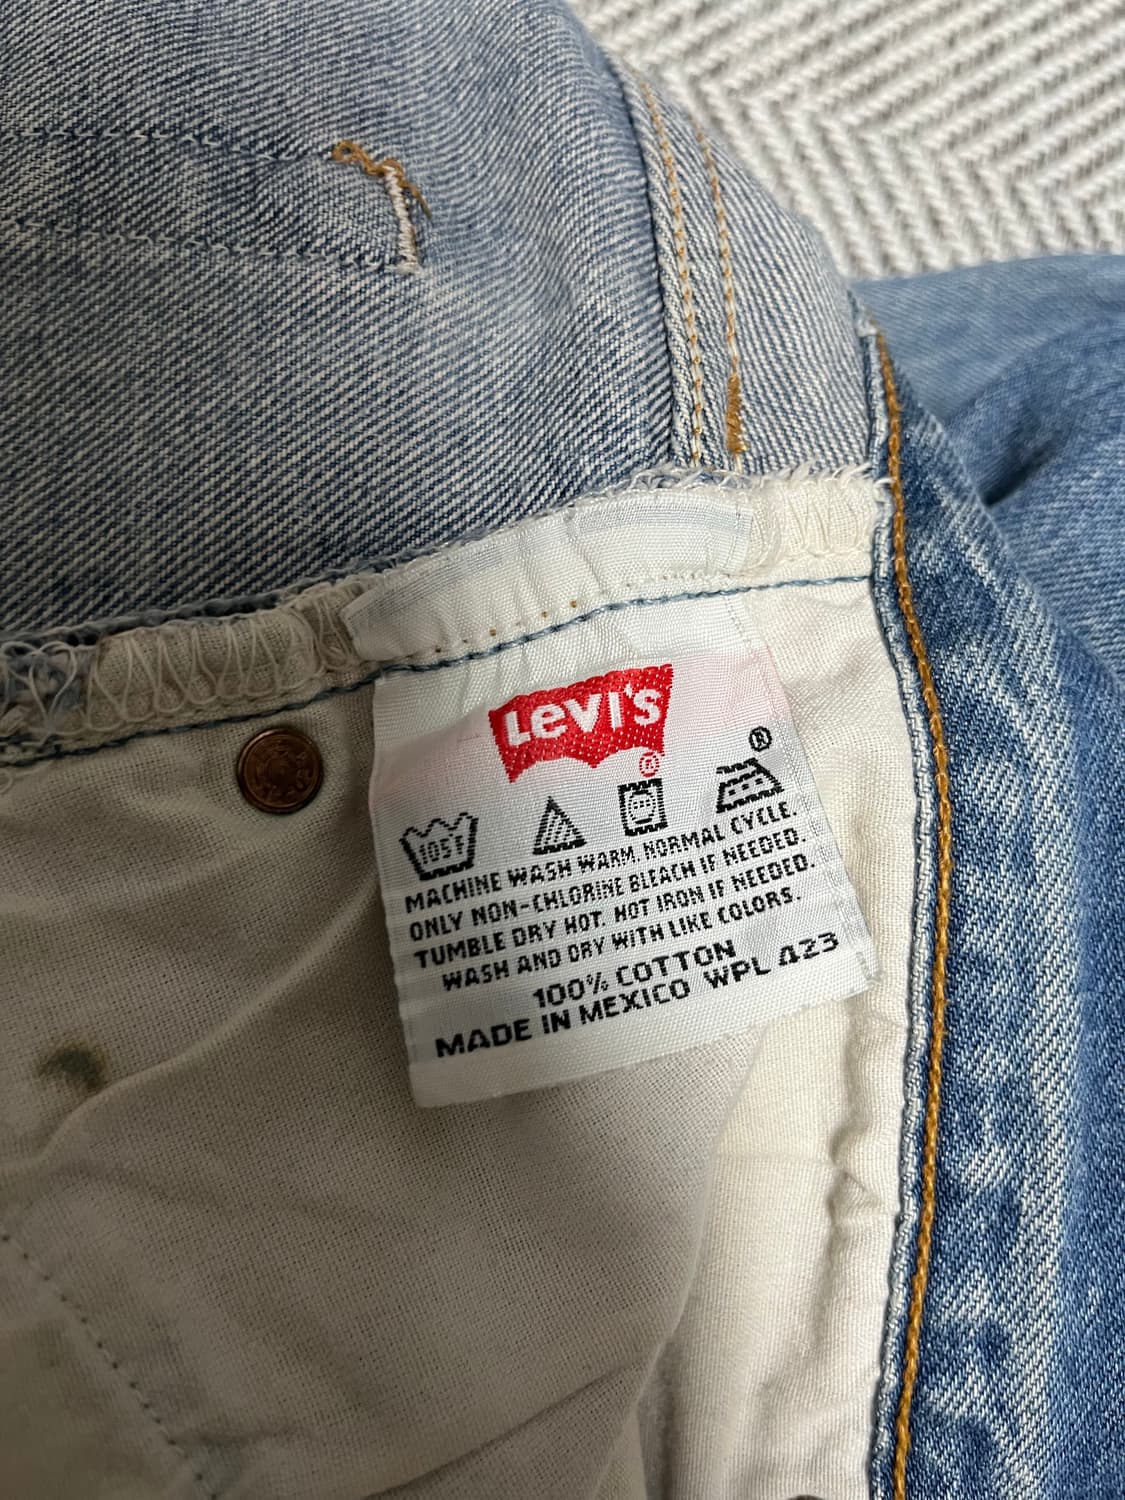 Levi's
®
®
105°F
MACHINE WASH WARM. NORMAL CYCLE.
ONLY NON-CHLORINE BLEACH IF NEEDED.
TUMBLE DRY HOT. HOT IRON IF NEEDED.
WASH AND DRY WITH LIKE COLORS.
100% COTTON
MADE IN MEXICO WPL 423